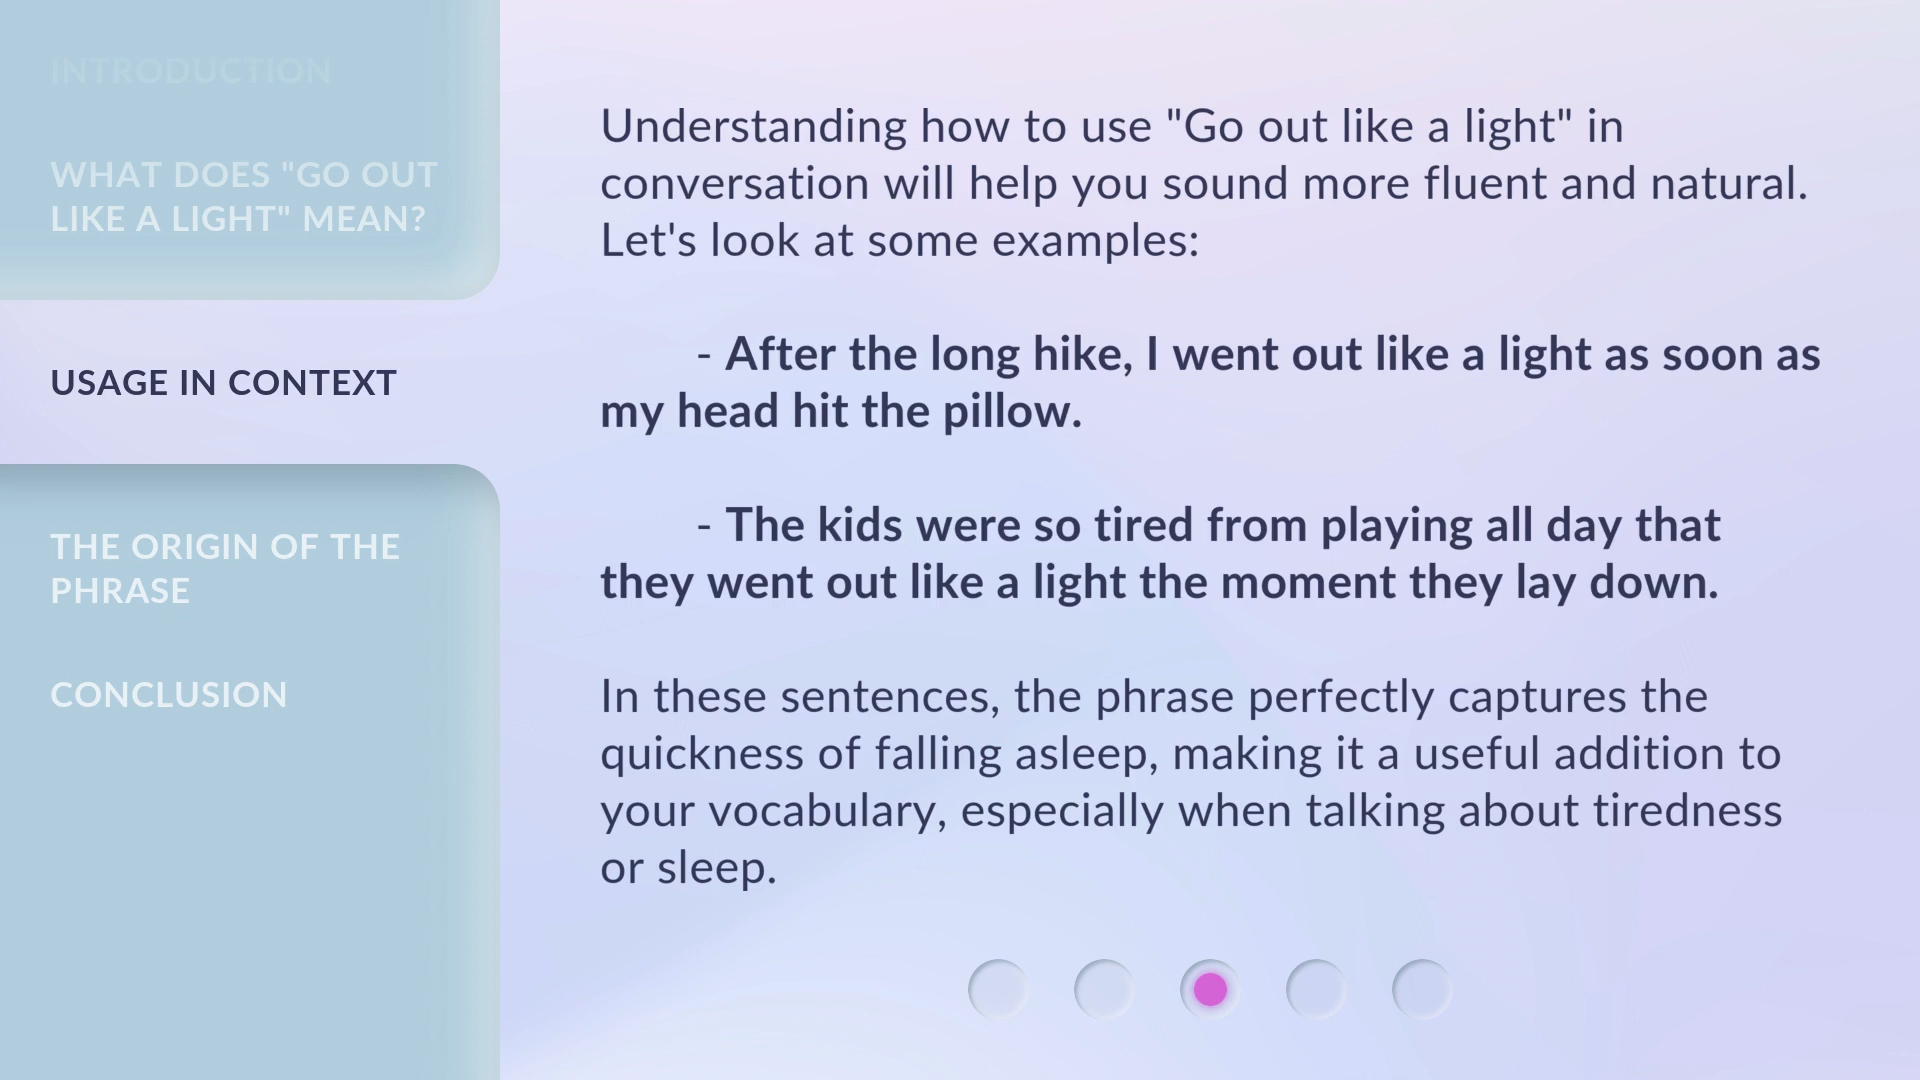 INTRODUCTION
WHAT DOES "GO OUT
LIKE A LIGHT" MEAN?
USAGE IN CONTEXT
THE ORIGIN OF THE
PHRASE
CONCLUSION
Understanding how to use "Go out like a light" in
conversation will help you sound more fluent and natural.
Let's look at some examples:
- After the long hike, I went out like a light as soon as
my head hit the pillow.
- The kids were so tired from playing all day that
they went out like a light the moment they lay down.
In these sentences, the phrase perfectly captures the
quickness of falling asleep, making it a useful addition to
your vocabulary, especially when talking about tiredness
or sleep.